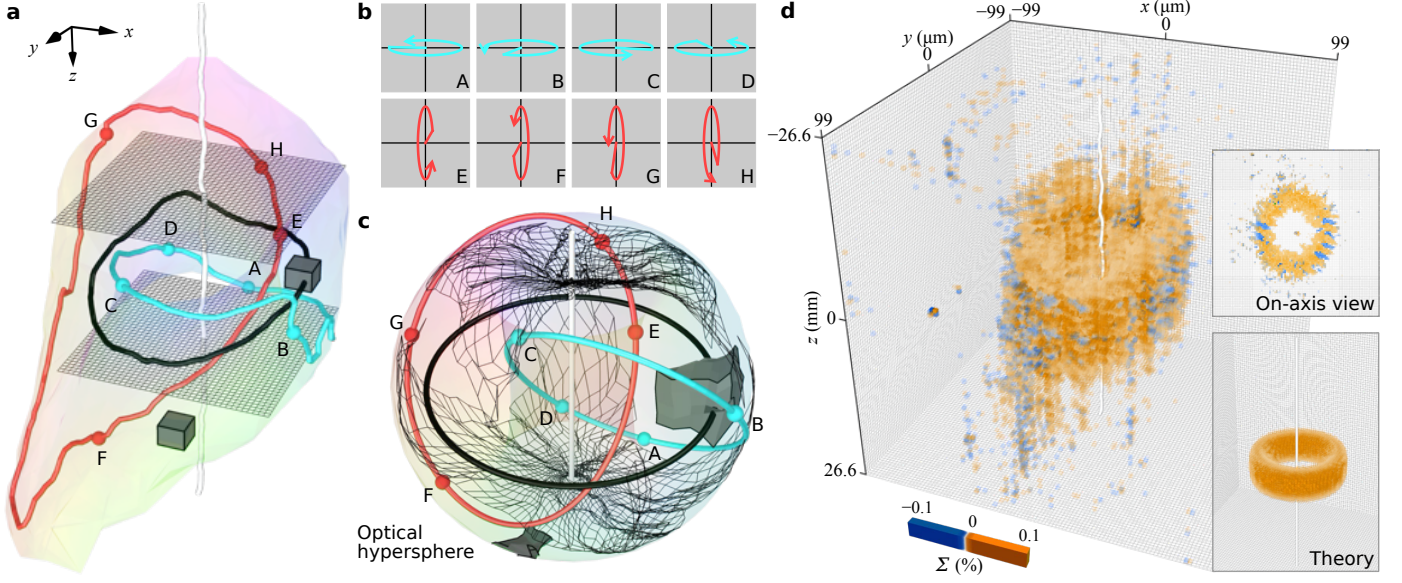 a
x
y
z
G
H
E
D
A
C
B
F
b
A
B
C
D
E
F
G
H
c
H
G
E
C
D
B
A
F
Optical
hypersphere
d
x (μm)
−99
−99
0
99
y (μm)
0
99
−26.6
z (mm)
0
26.6
−0.1
0
0.1
Σ (%)
On-axis view
Theory